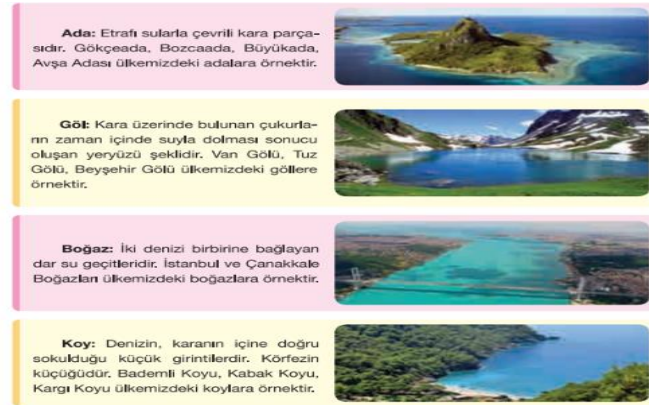 Ada: Etrafı sularla çevrili kara parça-
sıdır. Gökçeada, Bozcaada, Büyükada,
Avşa Adası ülkemizdeki adalara örnektir.
Göl: Kara üzerinde bulunan çukurla-
rın zaman içinde suyla dolması sonucu
oluşan yeryüzü şeklidir. Van Gölü, Tuz
Gölü, Beyşehir Gölü ülkemizdeki göllere
örnektir.
Boğaz: İki denizi birbirine bağlayan
dar su geçitleridir. İstanbul ve Çanakkale
Boğazları ülkemizdeki boğazlara örnektir.
Koy: Denizin, karanın içine doğru
sokulduğu küçük girintilerdir. Körfezin
küçüğüdür. Bademli Koyu, Kabak Koyu,
Kargı Koyu ülkemizdeki koylara örnektir.